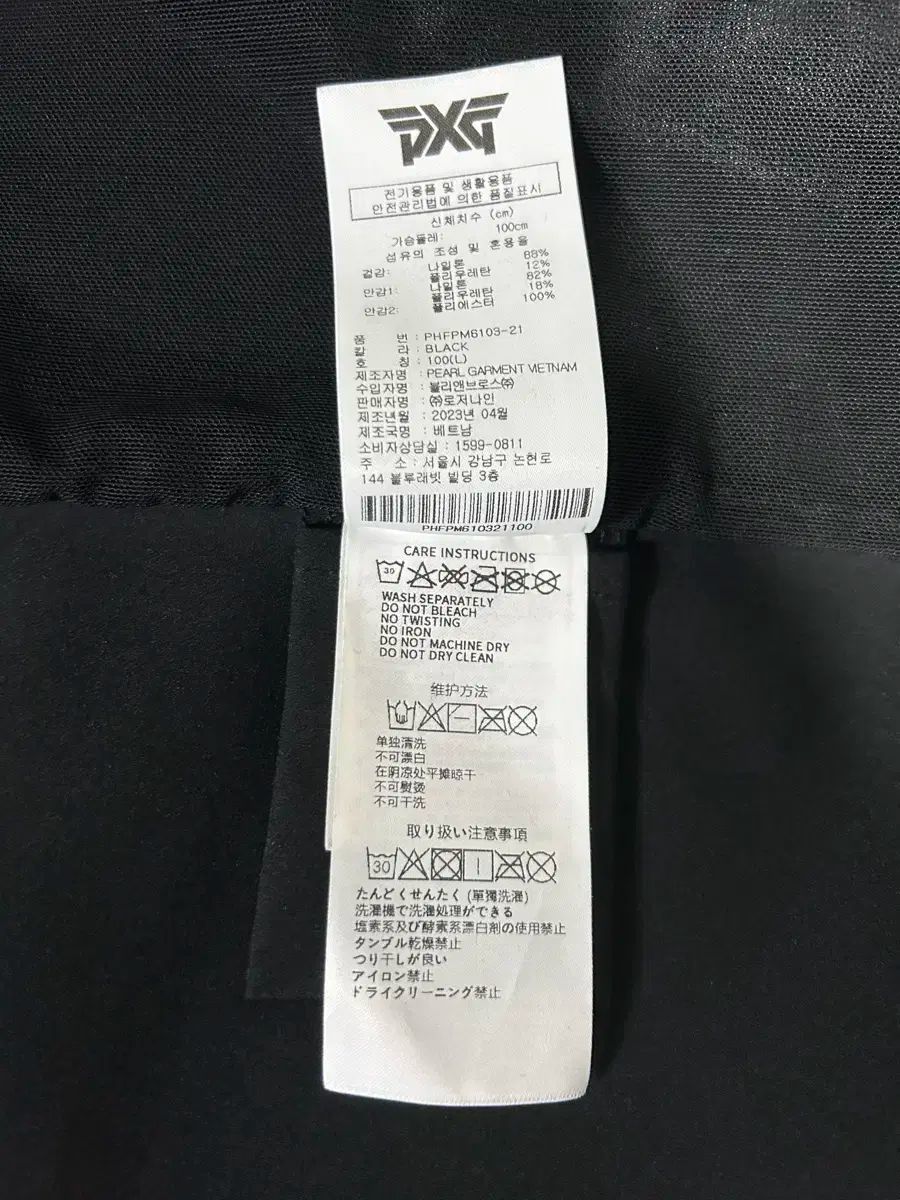 PXG
전기용품 및 생활용품
안전관리법에 의한 품질표시
신체치수 (cm)
가슴둘레: 100cm
섬유의 조성 및 혼용율
겉감: 나일론 88%
폴리우레탄 12%
안감1: 나일론 82%
폴리우레탄 18%
안감2: 폴리에스터 100%
품 번 : PHFPM6103-21
칼 라 : BLACK
호 칭 : 100(L)
제조자명 : PEARL GARMENT VIETNAM
수입자명 : 볼리앤브로스㈜
판매자명 : ㈜로저나인
제조년월 : 2023년 04월
제조국명 : 베트남
소비자상담실 : 1599-0811
주 소 : 서울시 강남구 논현로
144 블루래빗 빌딩 3층
PHFPM610321100
CARE INSTRUCTIONS
30
WASH SEPARATELY
DO NOT BLEACH
NO TWISTING
NO IRON
DO NOT MACHINE DRY
DO NOT DRY CLEAN
维护方法
单独清洗
不可漂白
在阴凉处平摊晾干
不可熨烫
不可干洗
取り扱い注意事項
30
たんどくせんたく (單獨洗濯)
洗濯機で洗濯処理ができる
塩素系及び酵素系漂白剤の使用禁止
タンブル乾燥禁止
つり干しが良い
アイロン禁止
ドライクリーニング禁止